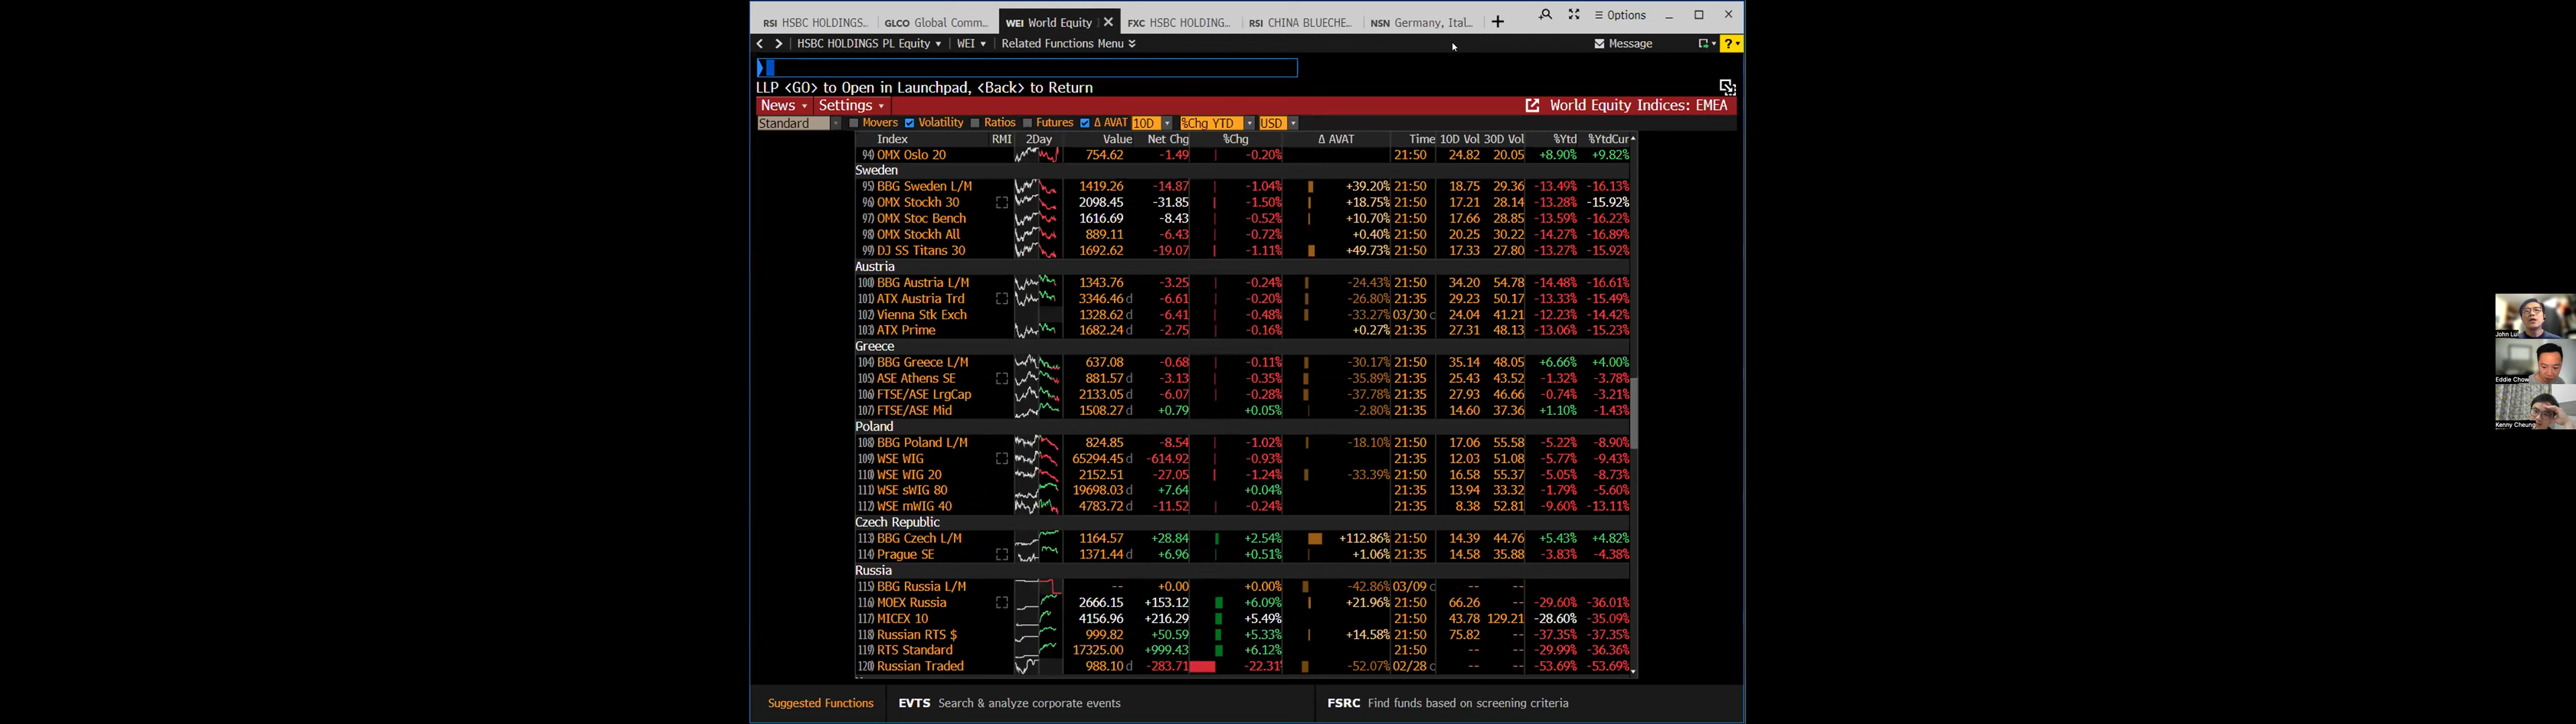 RSI HSBC HOLDINGS... GLCO Global Comm... WEI World Equity I FXC HSBC HOLDING... RSI CHINA BLUECHE... NSN Germany, Ital... Options
HSBC HOLDINGS PL Equity WEI Related Functions Menu Message ?
LLP <GO> to Open in Launchpad, <Back> to Return
News Settings World Equity Indices: EMEA
Standard Movers Volatility Ratios Futures Δ AVAT 10D %Chg YTD USD
Index RMI 2Day Value Net Chg %Chg Δ AVAT Time 10D Vol 30D Vol %Ytd %YtdCur
94) OMX Oslo 20 754.62 -1.49 -0.20% 21:50 24.82 20.05 +8.90% +9.82%
Sweden
95) BBG Sweden L/M 1419.26 -14.87 -1.04% +39.20% 21:50 18.75 29.36 -13.49% -16.13%
96) OMX Stockh 30 2098.45 -31.85 -1.50% +18.75% 21:50 17.21 28.14 -13.28% -15.92%
97) OMX Stoc Bench 1616.69 -8.43 -0.52% +10.70% 21:50 17.66 28.85 -13.59% -16.22%
98) OMX Stockh All 889.11 -6.43 -0.72% +0.40% 21:50 20.25 30.22 -14.27% -16.89%
99) DJ SS Titans 30 1692.62 -19.07 -1.11% +49.73% 21:50 17.33 27.80 -13.27% -15.92%
Austria
100) BBG Austria L/M 1343.76 -3.25 -0.24% -24.43% 21:50 34.20 54.78 -14.48% -16.61%
101) ATX Austria Trd 3346.46 d -6.61 -0.20% -26.80% 21:35 29.23 50.17 -13.33% -15.49%
102) Vienna Stk Exch 1328.62 d -6.41 -0.48% -33.27% 03/30 c 24.04 41.21 -12.23% -14.42%
103) ATX Prime 1682.24 d -2.75 -0.16% +0.27% 21:35 27.31 48.13 -13.06% -15.23%
Greece
104) BBG Greece L/M 637.08 -0.68 -0.11% -30.17% 21:50 35.14 48.05 +6.66% +4.00%
105) ASE Athens SE 881.57 d -3.13 -0.35% -35.89% 21:35 25.43 43.52 -1.32% -3.78%
106) FTSE/ASE LrgCap 2133.05 d -6.07 -0.28% -37.78% 21:35 27.93 46.66 -0.74% -3.21%
107) FTSE/ASE Mid 1508.27 d +0.79 +0.05% -2.80% 21:35 14.60 37.36 +1.10% -1.43%
Poland
108) BBG Poland L/M 824.85 -8.54 -1.02% -18.10% 21:50 17.06 55.58 -5.22% -8.90%
109) WSE WIG 65294.45 d -614.92 -0.93% 21:35 12.03 51.08 -5.77% -9.43%
110) WSE WIG 20 2152.51 -27.05 -1.24% -33.39% 21:50 16.58 55.37 -5.05% -8.73%
111) WSE sWIG 80 19698.03 d +7.64 +0.04% 21:35 13.94 33.32 -1.79% -5.60%
112) WSE mWIG 40 4783.72 d -11.52 -0.24% 21:35 8.38 52.81 -9.60% -13.11%
Czech Republic
113) BBG Czech L/M 1164.57 +28.84 +2.54% +112.86% 21:50 14.39 44.76 +5.43% +4.82%
114) Prague SE 1371.44 d +6.96 +0.51% +1.06% 21:35 14.58 35.88 -3.83% -4.38%
Russia
115) BBG Russia L/M -- +0.00 +0.00% -42.86% 03/09 c -- -- -- --
116) MOEX Russia 2666.15 +153.12 +6.09% +21.96% 21:50 66.26 -- -29.60% -36.01%
117) MICEX 10 4156.96 +216.29 +5.49% 21:50 43.78 129.21 -28.60% -35.09%
118) Russian RTS $ 999.82 +50.59 +5.33% +14.58% 21:50 75.82 -- -37.35% -37.35%
119) RTS Standard 17325.00 +999.43 +6.12% 21:50 -- -- -29.99% -36.36%
120) Russian Traded 988.10 d -283.71 -22.31% -52.07% 02/28 c -- -- -53.69% -53.69%
Suggested Functions EVTS Search & analyze corporate events FSRC Find funds based on screening criteria
John Lui
Eddie Chow
Kenny Cheung